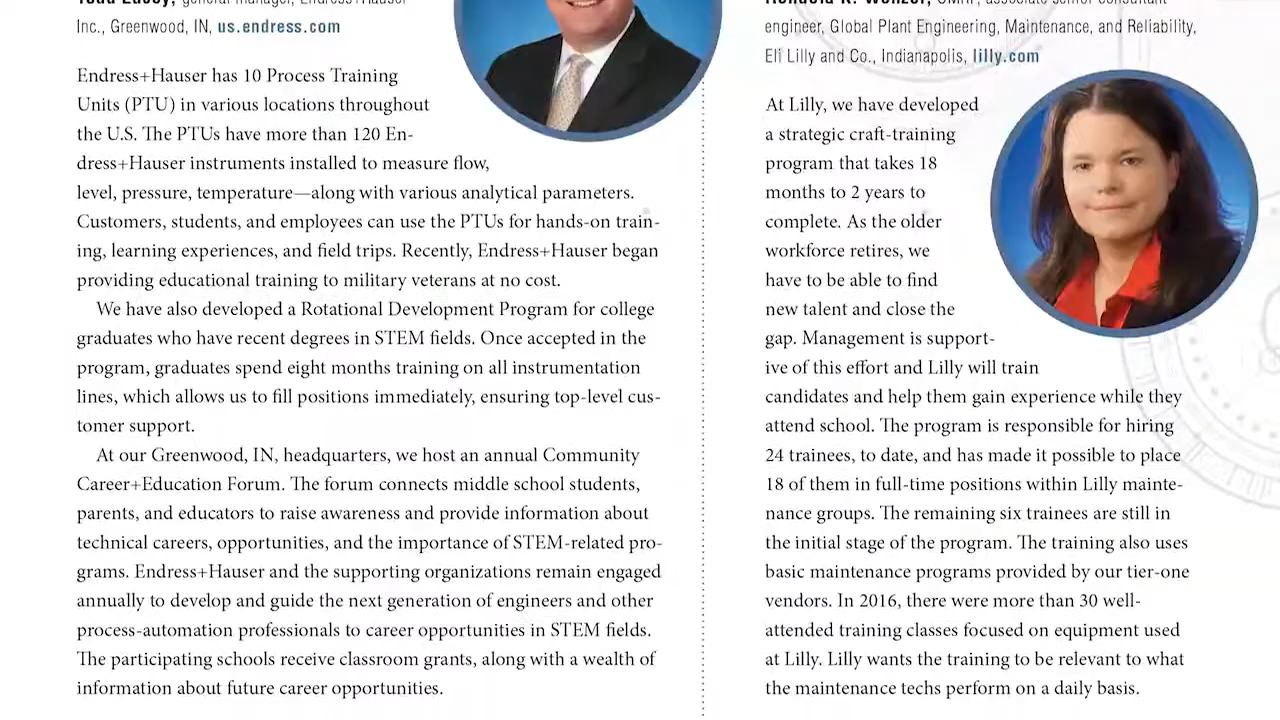 general manager, Endress+Hauser
Inc., Greenwood, IN, us.endress.com
Endress+Hauser has 10 Process Training
Units (PTU) in various locations throughout
the U.S. The PTUs have more than 120 En-
dress+Hauser instruments installed to measure flow,
level, pressure, temperature—along with various analytical parameters.
Customers, students, and employees can use the PTUs for hands-on train-
ing, learning experiences, and field trips. Recently, Endress+Hauser began
providing educational training to military veterans at no cost.
We have also developed a Rotational Development Program for college
graduates who have recent degrees in STEM fields. Once accepted in the
program, graduates spend eight months training on all instrumentation
lines, which allows us to fill positions immediately, ensuring top-level cus-
tomer support.
At our Greenwood, IN, headquarters, we host an annual Community
Career+Education Forum. The forum connects middle school students,
parents, and educators to raise awareness and provide information about
technical careers, opportunities, and the importance of STEM-related pro-
grams. Endress+Hauser and the supporting organizations remain engaged
annually to develop and guide the next generation of engineers and other
process-automation professionals to career opportunities in STEM fields.
The participating schools receive classroom grants, along with a wealth of
information about future career opportunities.
associate senior consultant
engineer, Global Plant Engineering, Maintenance, and Reliability,
Eli Lilly and Co., Indianapolis, lilly.com
At Lilly, we have developed
a strategic craft-training
program that takes 18
months to 2 years to
complete. As the older
workforce retires, we
have to be able to find
new talent and close the
gap. Management is support-
ive of this effort and Lilly will train
candidates and help them gain experience while they
attend school. The program is responsible for hiring
24 trainees, to date, and has made it possible to place
18 of them in full-time positions within Lilly mainte-
nance groups. The remaining six trainees are still in
the initial stage of the program. The training also uses
basic maintenance programs provided by our tier-one
vendors. In 2016, there were more than 30 well-
attended training classes focused on equipment used
at Lilly. Lilly wants the training to be relevant to what
the maintenance techs perform on a daily basis.